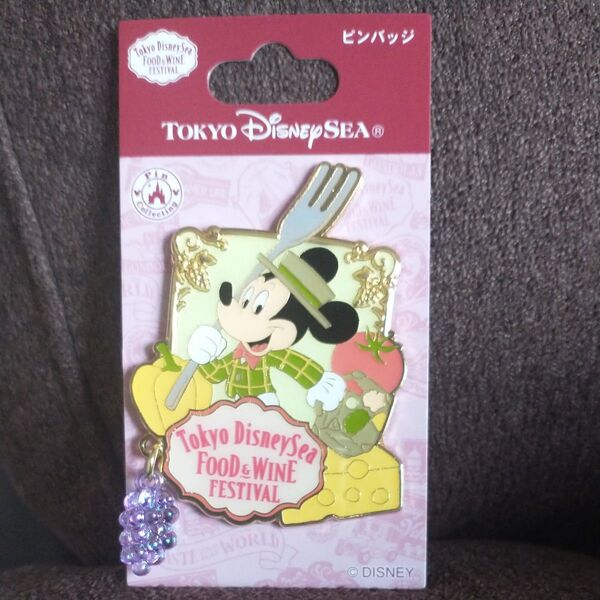 Tokyo DisneySea
FOOD & WINE
FESTIVAL
ピンバッジ
TOKYO DISNEYSEA®
Pin
Collecting
Tokyo DisneySea
FOOD & WINE
FESTIVAL
WORLD
© DISNEY